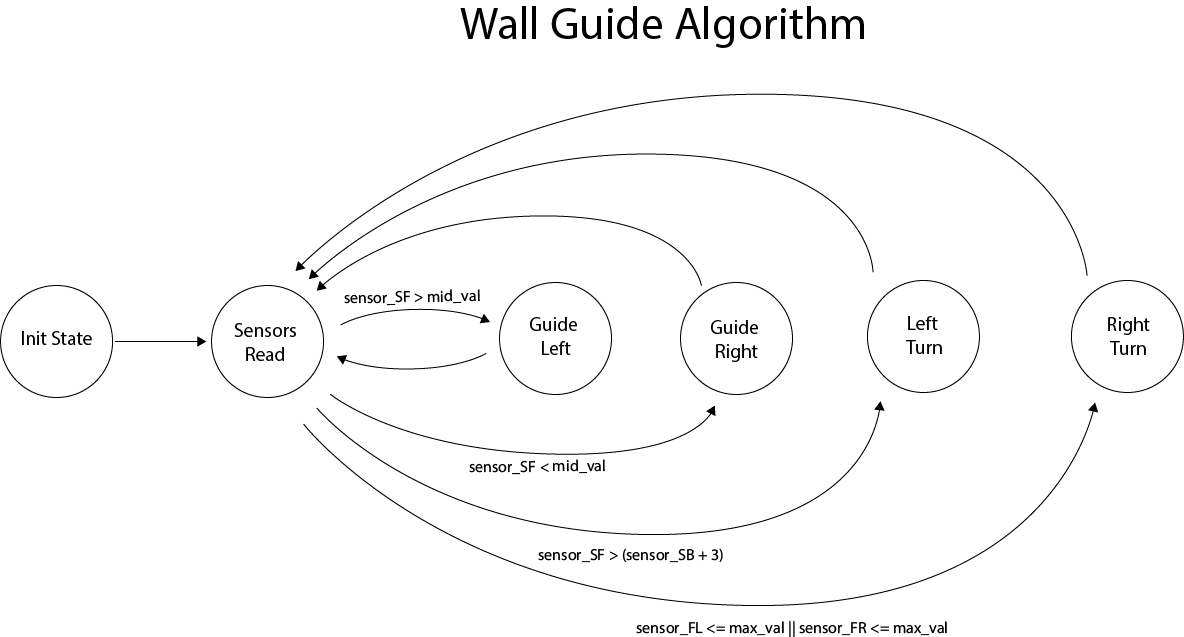 Wall Guide Algorithm
Init State
Sensors
Read
sensor_SF > mid_val
Guide
Left
Guide
Right
Left
Turn
Right
Turn
sensor_SF < mid_val
sensor_SF > (sensor_SB + 3)
sensor_FL <= max_val || sensor_FR <= max_val